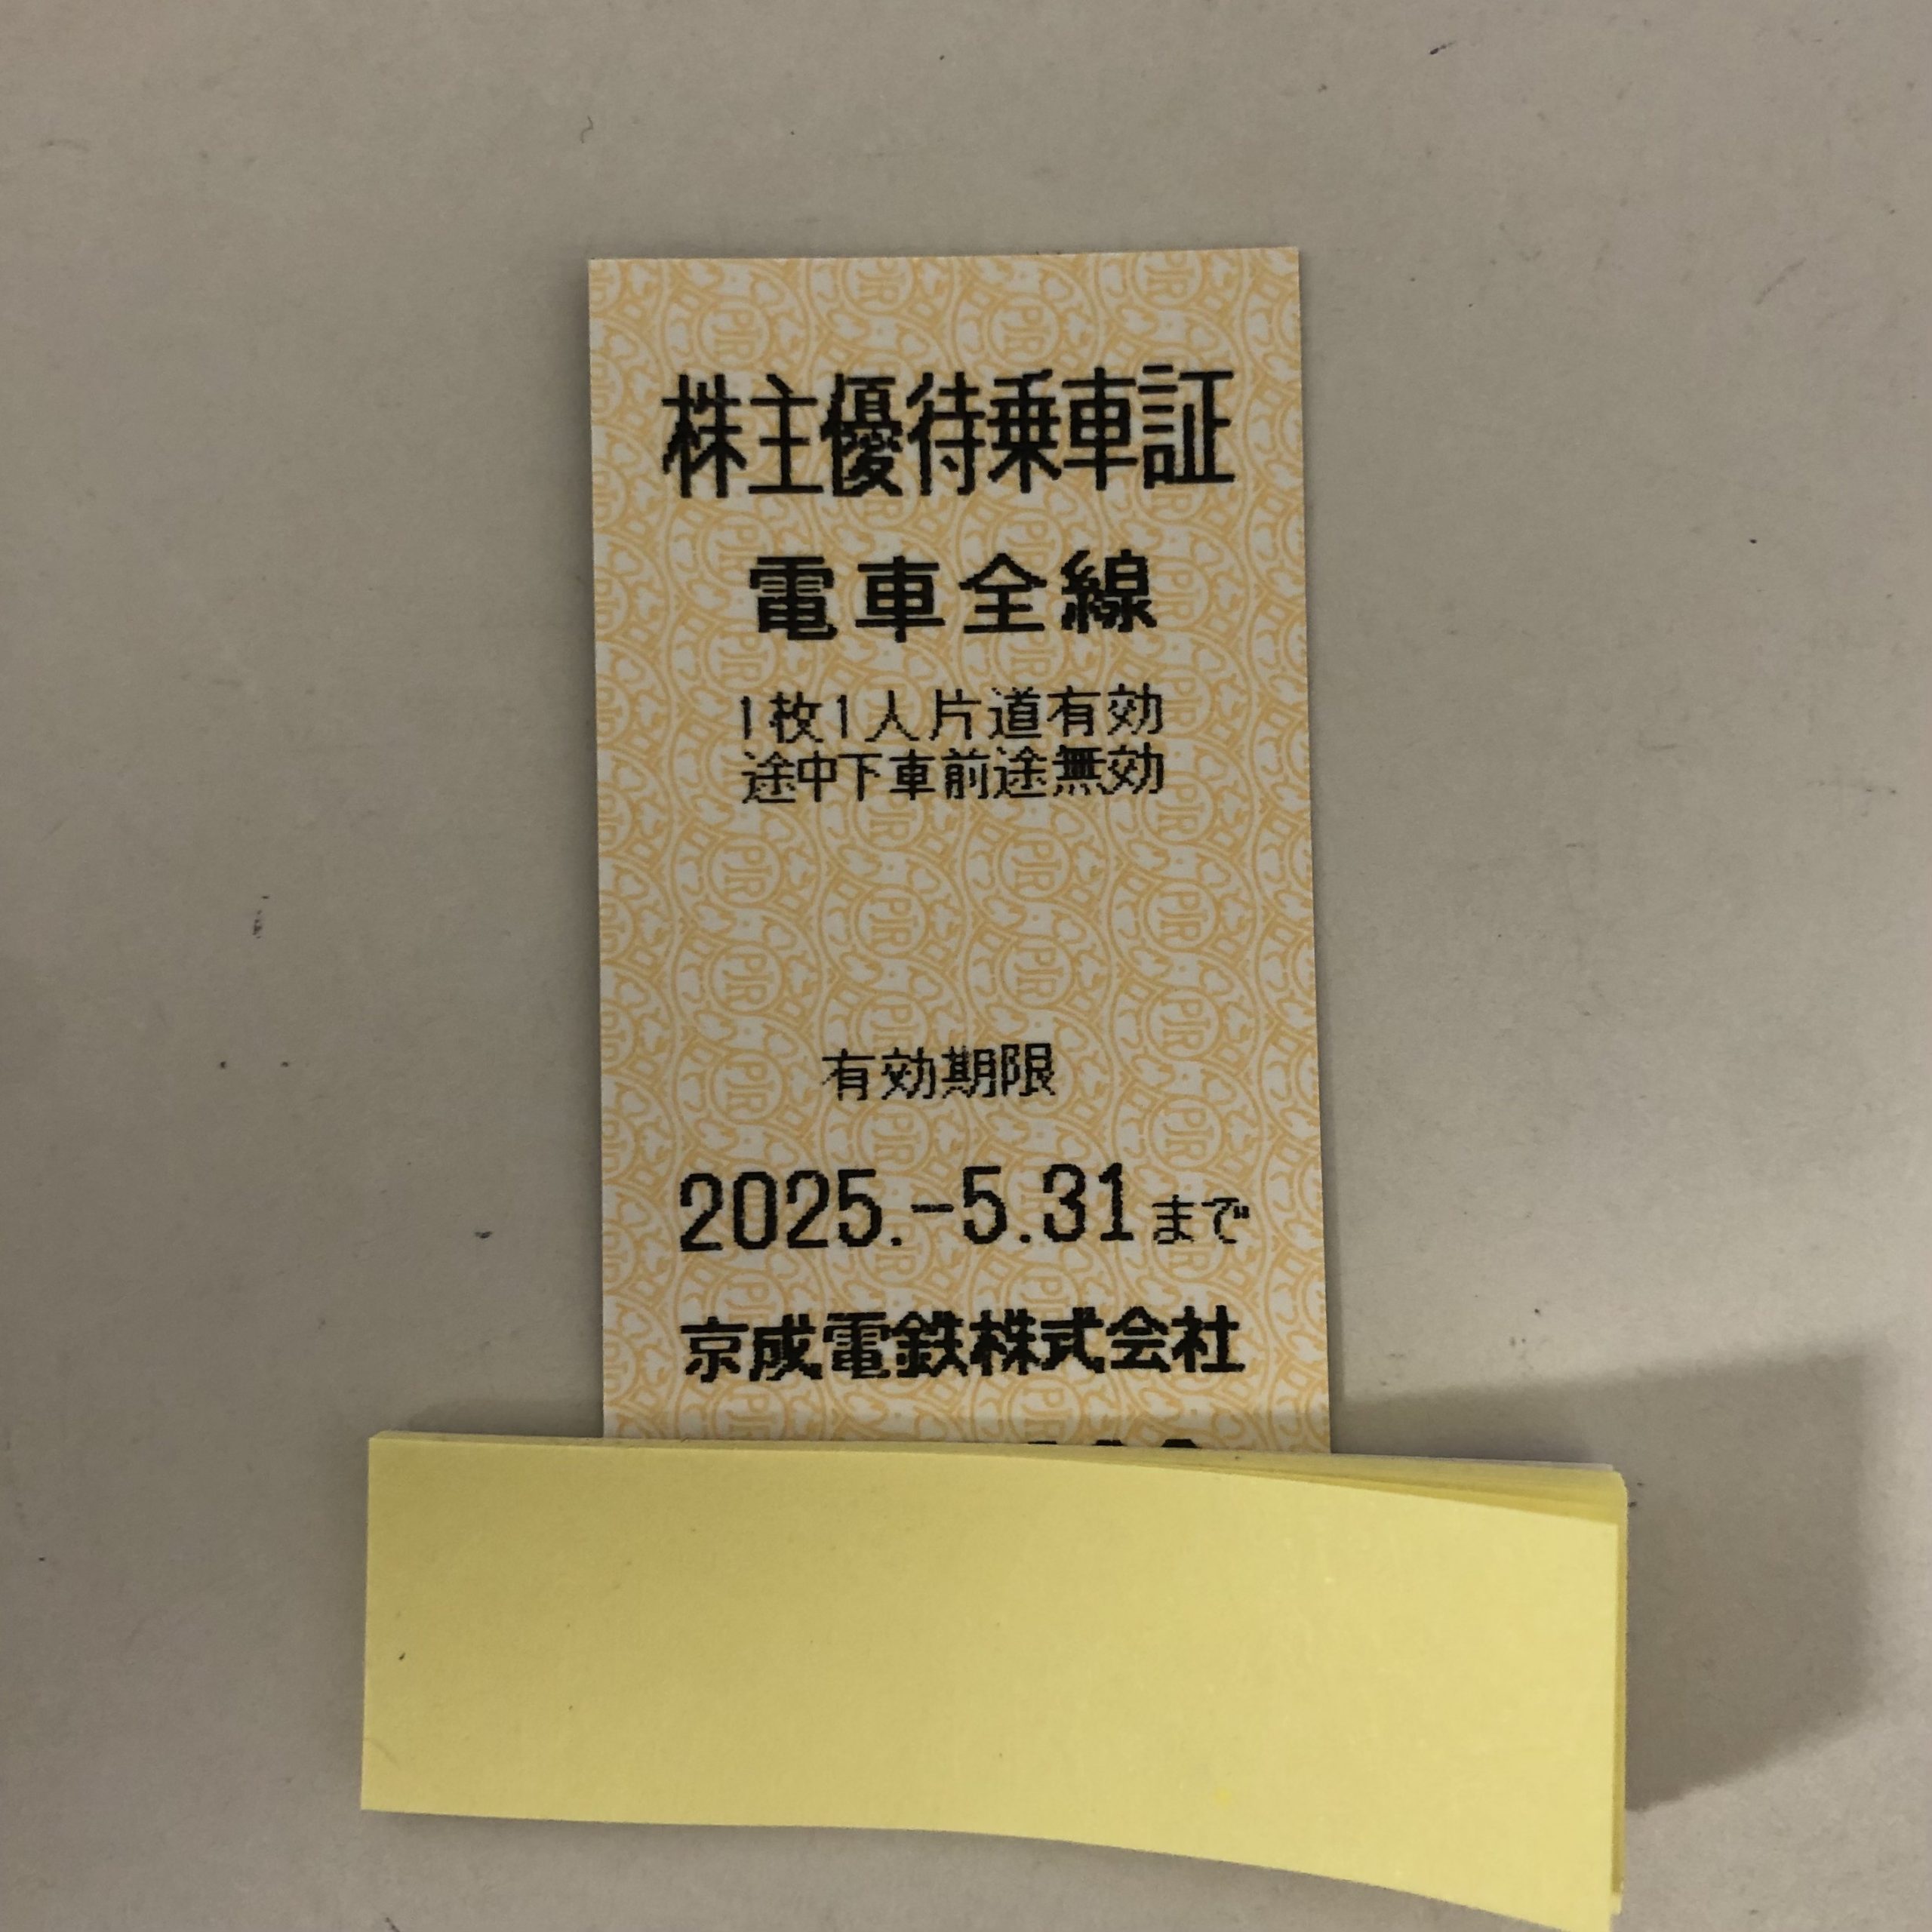 株主優待乗車証
電車全線
1枚1人片道有効
途中下車前途無効
有効期限
2025.-5.31まで
京成電鉄株式会社